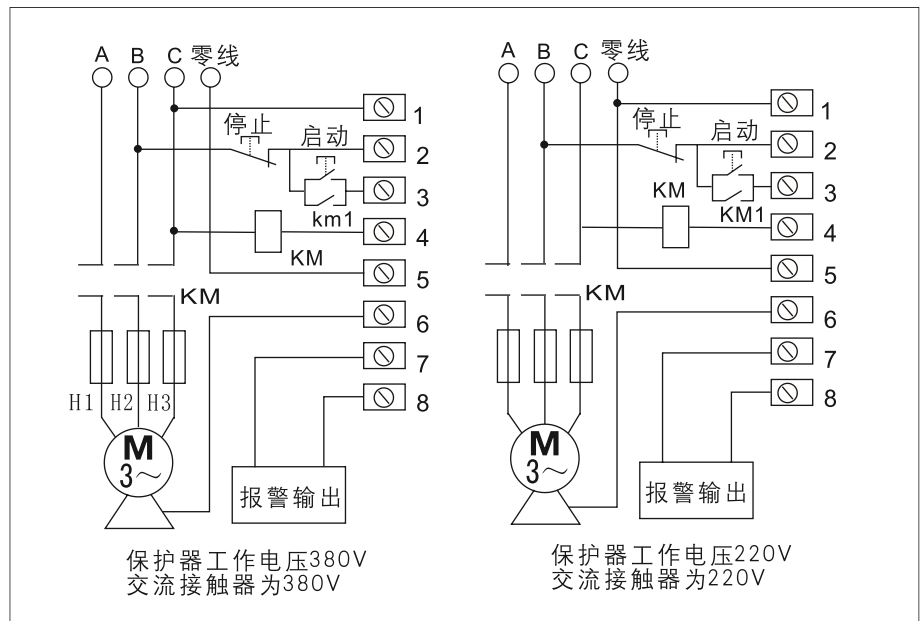 A B C 零线
1
停止 启动
2
3
km1
4
KM
5
KM
6
7
H1 H2 H3
8
M
3~
报警输出
保护器工作电压380V
交流接触器为380V
A B C 零线
1
停止 启动
2
KM
3
KM1
4
5
KM
6
7
8
M
3~
报警输出
保护器工作电压220V
交流接触器为220V